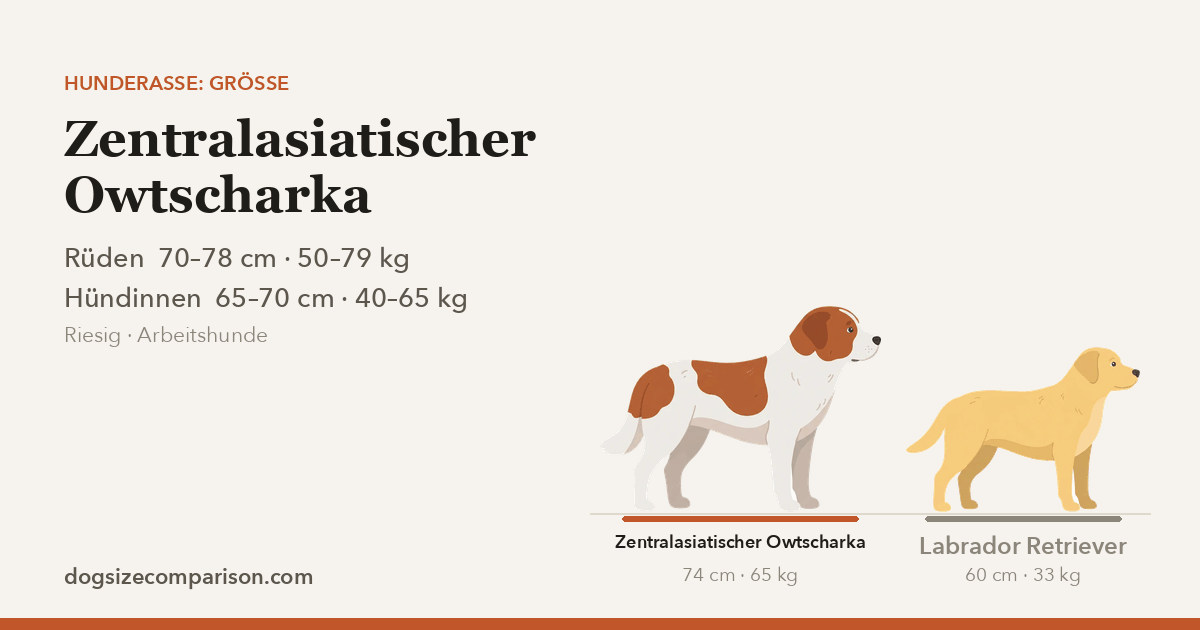 HUNDERASSE: GRÖSSE
Zentralasiatischer
Owtscharka
Rüden 70–78 cm · 50–79 kg
Hündinnen 65–70 cm · 40–65 kg
Riesig · Arbeitshunde
Zentralasiatischer Owtscharka
74 cm · 65 kg
Labrador Retriever
60 cm · 33 kg
dogsizecomparison.com